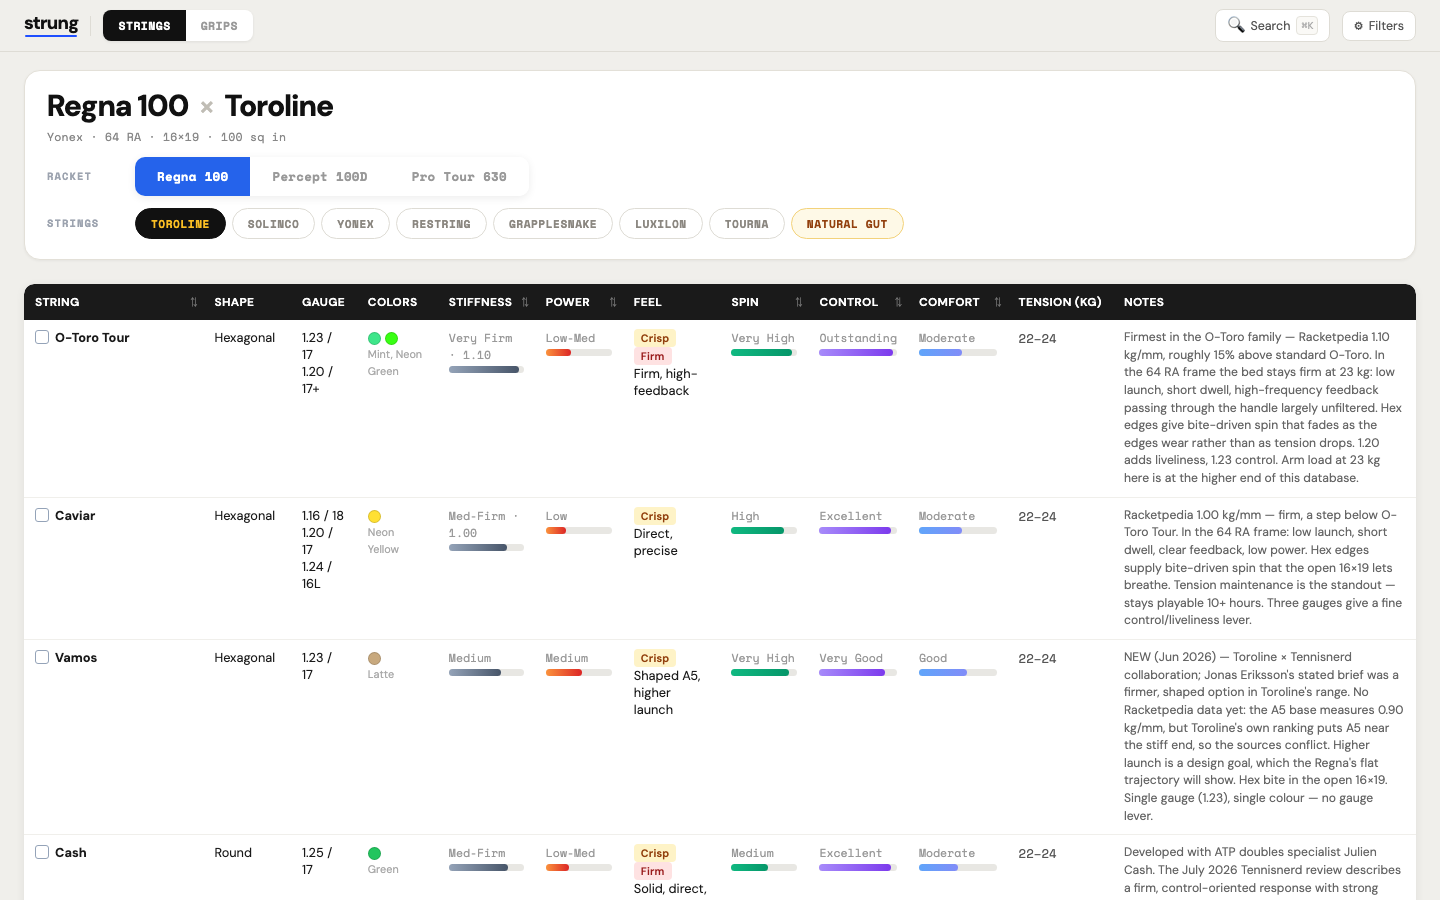 strung
STRINGS
GRIPS
Search ⌘K
Filters
Regna 100 × Toroline
Yonex · 64 RA · 16×19 · 100 sq in
RACKET
Regna 100
Percept 100D
Pro Tour 630
STRINGS
TOROLINE
SOLINCO
YONEX
RESTRING
GRAPPLESNAKE
LUXILON
TOURNA
NATURAL GUT
STRING ⇅
SHAPE
GAUGE
COLORS
STIFFNESS ⇅
POWER ⇅
FEEL
SPIN ⇅
CONTROL ⇅
COMFORT ⇅
TENSION (KG)
NOTES
O-Toro Tour
Hexagonal
1.23 /
17
1.20 /
17+
Mint, Neon
Green
Very Firm
· 1.10
Low-Med
Crisp
Firm
Firm, high-
feedback
Very High
Outstanding
Moderate
22–24
Firmest in the O-Toro family — Racketpedia 1.10
kg/mm, roughly 15% above standard O-Toro. In
the 64 RA frame the bed stays firm at 23 kg: low
launch, short dwell, high-frequency feedback
passing through the handle largely unfiltered. Hex
edges give bite-driven spin that fades as the
edges wear rather than as tension drops. 1.20
adds liveliness, 1.23 control. Arm load at 23 kg
here is at the higher end of this database.
Caviar
Hexagonal
1.16 / 18
1.20 /
17
1.24 /
16L
Neon
Yellow
Med-Firm ·
1.00
Low
Crisp
Direct,
precise
High
Excellent
Moderate
22–24
Racketpedia 1.00 kg/mm — firm, a step below O-
Toro Tour. In the 64 RA frame: low launch, short
dwell, clear feedback, low power. Hex edges
supply bite-driven spin that the open 16×19 lets
breathe. Tension maintenance is the standout —
stays playable 10+ hours. Three gauges give a fine
control/liveliness lever.
Vamos
Hexagonal
1.23 /
17
Latte
Medium
Medium
Crisp
Shaped A5,
higher
launch
Very High
Very Good
Good
22–24
NEW (Jun 2026) — Toroline × Tennisnerd
collaboration; Jonas Eriksson's stated brief was a
firmer, shaped option in Toroline's range. No
Racketpedia data yet: the A5 base measures 0.90
kg/mm, but Toroline's own ranking puts A5 near
the stiff end, so the sources conflict. Higher
launch is a design goal, which the Regna's flat
trajectory will show. Hex bite in the open 16×19.
Single gauge (1.23), single colour — no gauge
lever.
Cash
Round
1.25 /
17
Green
Med-Firm
Low-Med
Crisp
Firm
Solid, direct,
Medium
Excellent
Moderate
22–24
Developed with ATP doubles specialist Julien
Cash. The July 2026 Tennisnerd review describes
a firm, control-oriented response with strong